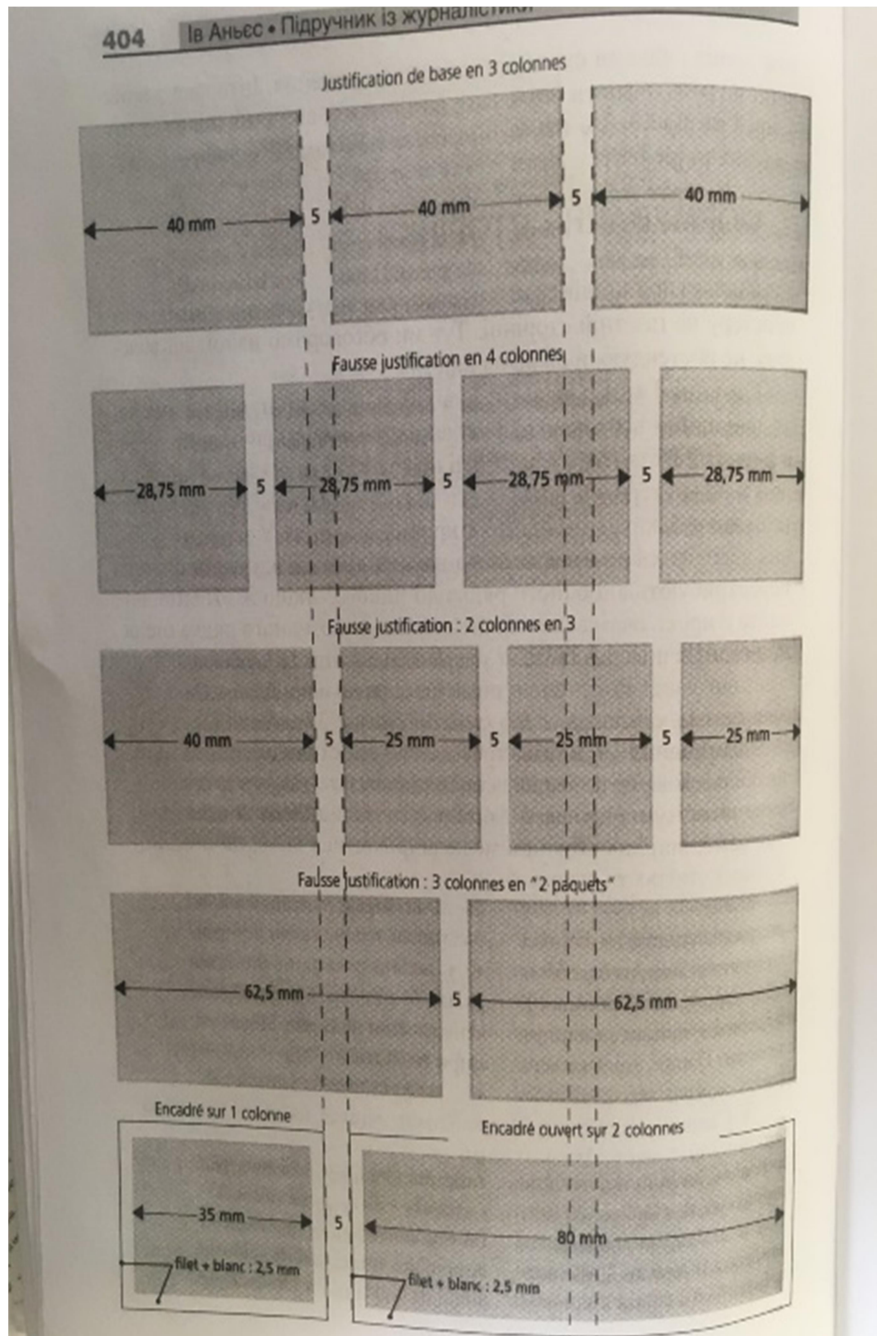 404 Ів Аньєс • Підручник із журналістики
Justification de base en 3 colonnes
40 mm 5 40 mm 5 40 mm
Fausse justification en 4 colonnes
28,75 mm 5 28,75 mm 5 28,75 mm 5 28,75 mm
Fausse justification : 2 colonnes en 3
40 mm 5 25 mm 5 25 mm 5 25 mm
Fausse justification : 3 colonnes en "2 paquets"
62,5 mm 5 62,5 mm
Encadré sur 1 colonne
Encadré ouvert sur 2 colonnes
35 mm 5 80 mm
filet + blanc : 2,5 mm
filet + blanc : 2,5 mm